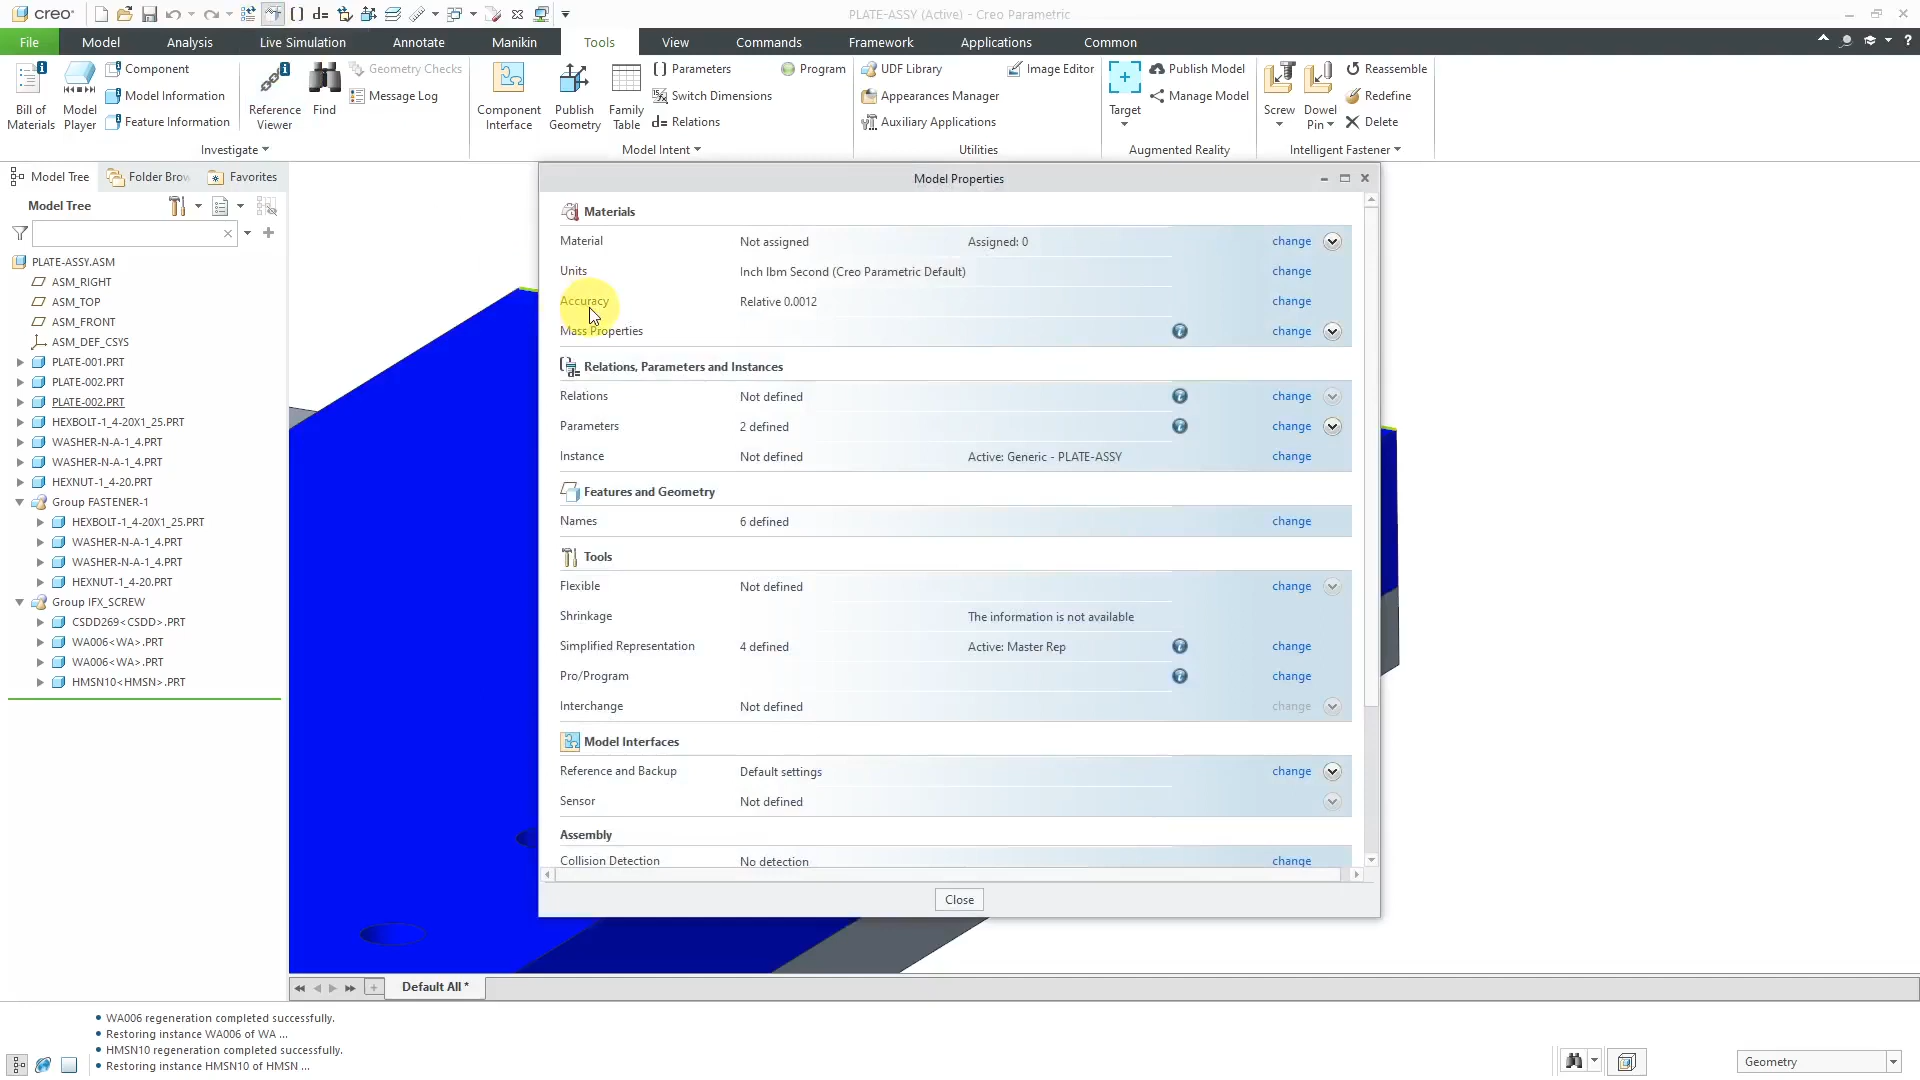 creo
PLATE-ASSY (Active) - Creo Parametric
File Model Analysis Live Simulation Annotate Manikin Tools View Commands Framework Applications Common
Bill of Materials
Model Player
Component
Model Information
Feature Information
Reference Viewer
Find
Geometry Checks
Message Log
Investigate
Component Interface
Publish Geometry
Family Table
Parameters
Switch Dimensions
Relations
Program
Model Intent
UDF Library
Appearances Manager
Auxiliary Applications
Image Editor
Utilities
Target
Publish Model
Manage Model
Augmented Reality
Screw
Dowel Pin
Reassemble
Redefine
Delete
Intelligent Fastener
Model Tree Folder Brow Favorites
Model Tree
PLATE-ASSY.ASM
ASM_RIGHT
ASM_TOP
ASM_FRONT
ASM_DEF_CSYS
PLATE-001.PRT
PLATE-002.PRT
PLATE-002.PRT
HEXBOLT-1_4-20X1_25.PRT
WASHER-N-A-1_4.PRT
WASHER-N-A-1_4.PRT
HEXNUT-1_4-20.PRT
Group FASTENER-1
HEXBOLT-1_4-20X1_25.PRT
WASHER-N-A-1_4.PRT
WASHER-N-A-1_4.PRT
HEXNUT-1_4-20.PRT
Group IFX_SCREW
CSDD269<CSDD>.PRT
WA006<WA>.PRT
WA006<WA>.PRT
HMSN10<HMSN>.PRT
Model Properties
Materials
Material Not assigned Assigned: 0 change
Units Inch lbm Second (Creo Parametric Default) change
Accuracy Relative 0.0012 change
Mass Properties change
Relations, Parameters and Instances
Relations Not defined change
Parameters 2 defined change
Instance Not defined Active: Generic - PLATE-ASSY change
Features and Geometry
Names 6 defined change
Tools
Flexible Not defined change
Shrinkage The information is not available
Simplified Representation 4 defined Active: Master Rep change
Pro/Program change
Interchange Not defined change
Model Interfaces
Reference and Backup Default settings change
Sensor Not defined
Assembly
Collision Detection No detection change
Close
Default All *
WA006 regeneration completed successfully.
Restoring instance WA006 of WA ...
HMSN10 regeneration completed successfully.
Restoring instance HMSN10 of HMSN ...
Geometry